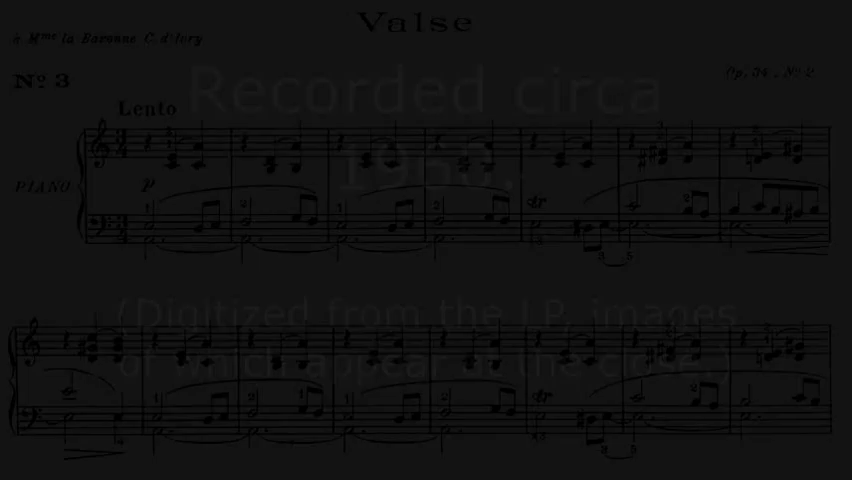 Valse
à Mme la Baronne C. d'Ivry
Op. 34, No 2
No 3
Recorded circa
Lento
PIANO
p
(Digitized from the LP, images
of which appear at the close.)